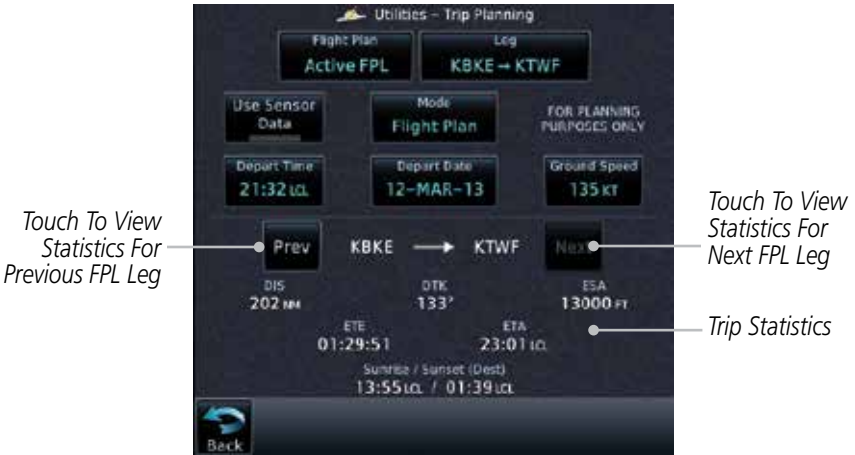 Utilities – Trip Planning
Flight Plan
Active FPL
Leg
KBKE → KTWF
Use Sensor
Data
Mode
Flight Plan
FOR PLANNING
PURPOSES ONLY
Depart Time
21:32 LCL
Depart Date
12-MAR-13
Ground Speed
135 KT
Touch To View
Statistics For
Previous FPL Leg
Prev
KBKE → KTWF
Next
Touch To View
Statistics For
Next FPL Leg
DIS
202 NM
DTK
133°
ESA
13000 FT
ETE
01:29:51
ETA
23:01 LCL
Trip Statistics
Sunrise / Sunset (Dest)
13:55 LCL / 01:39 LCL
Back